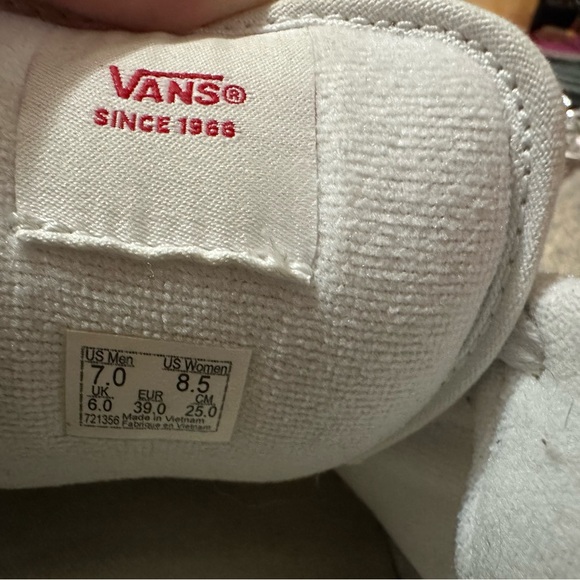 VANS®
SINCE 1966
US Men US Women
7.0 8.5
UK EUR CM
6.0 39.0 25.0
721356 Made in Vietnam
Fabrique en Vietnam